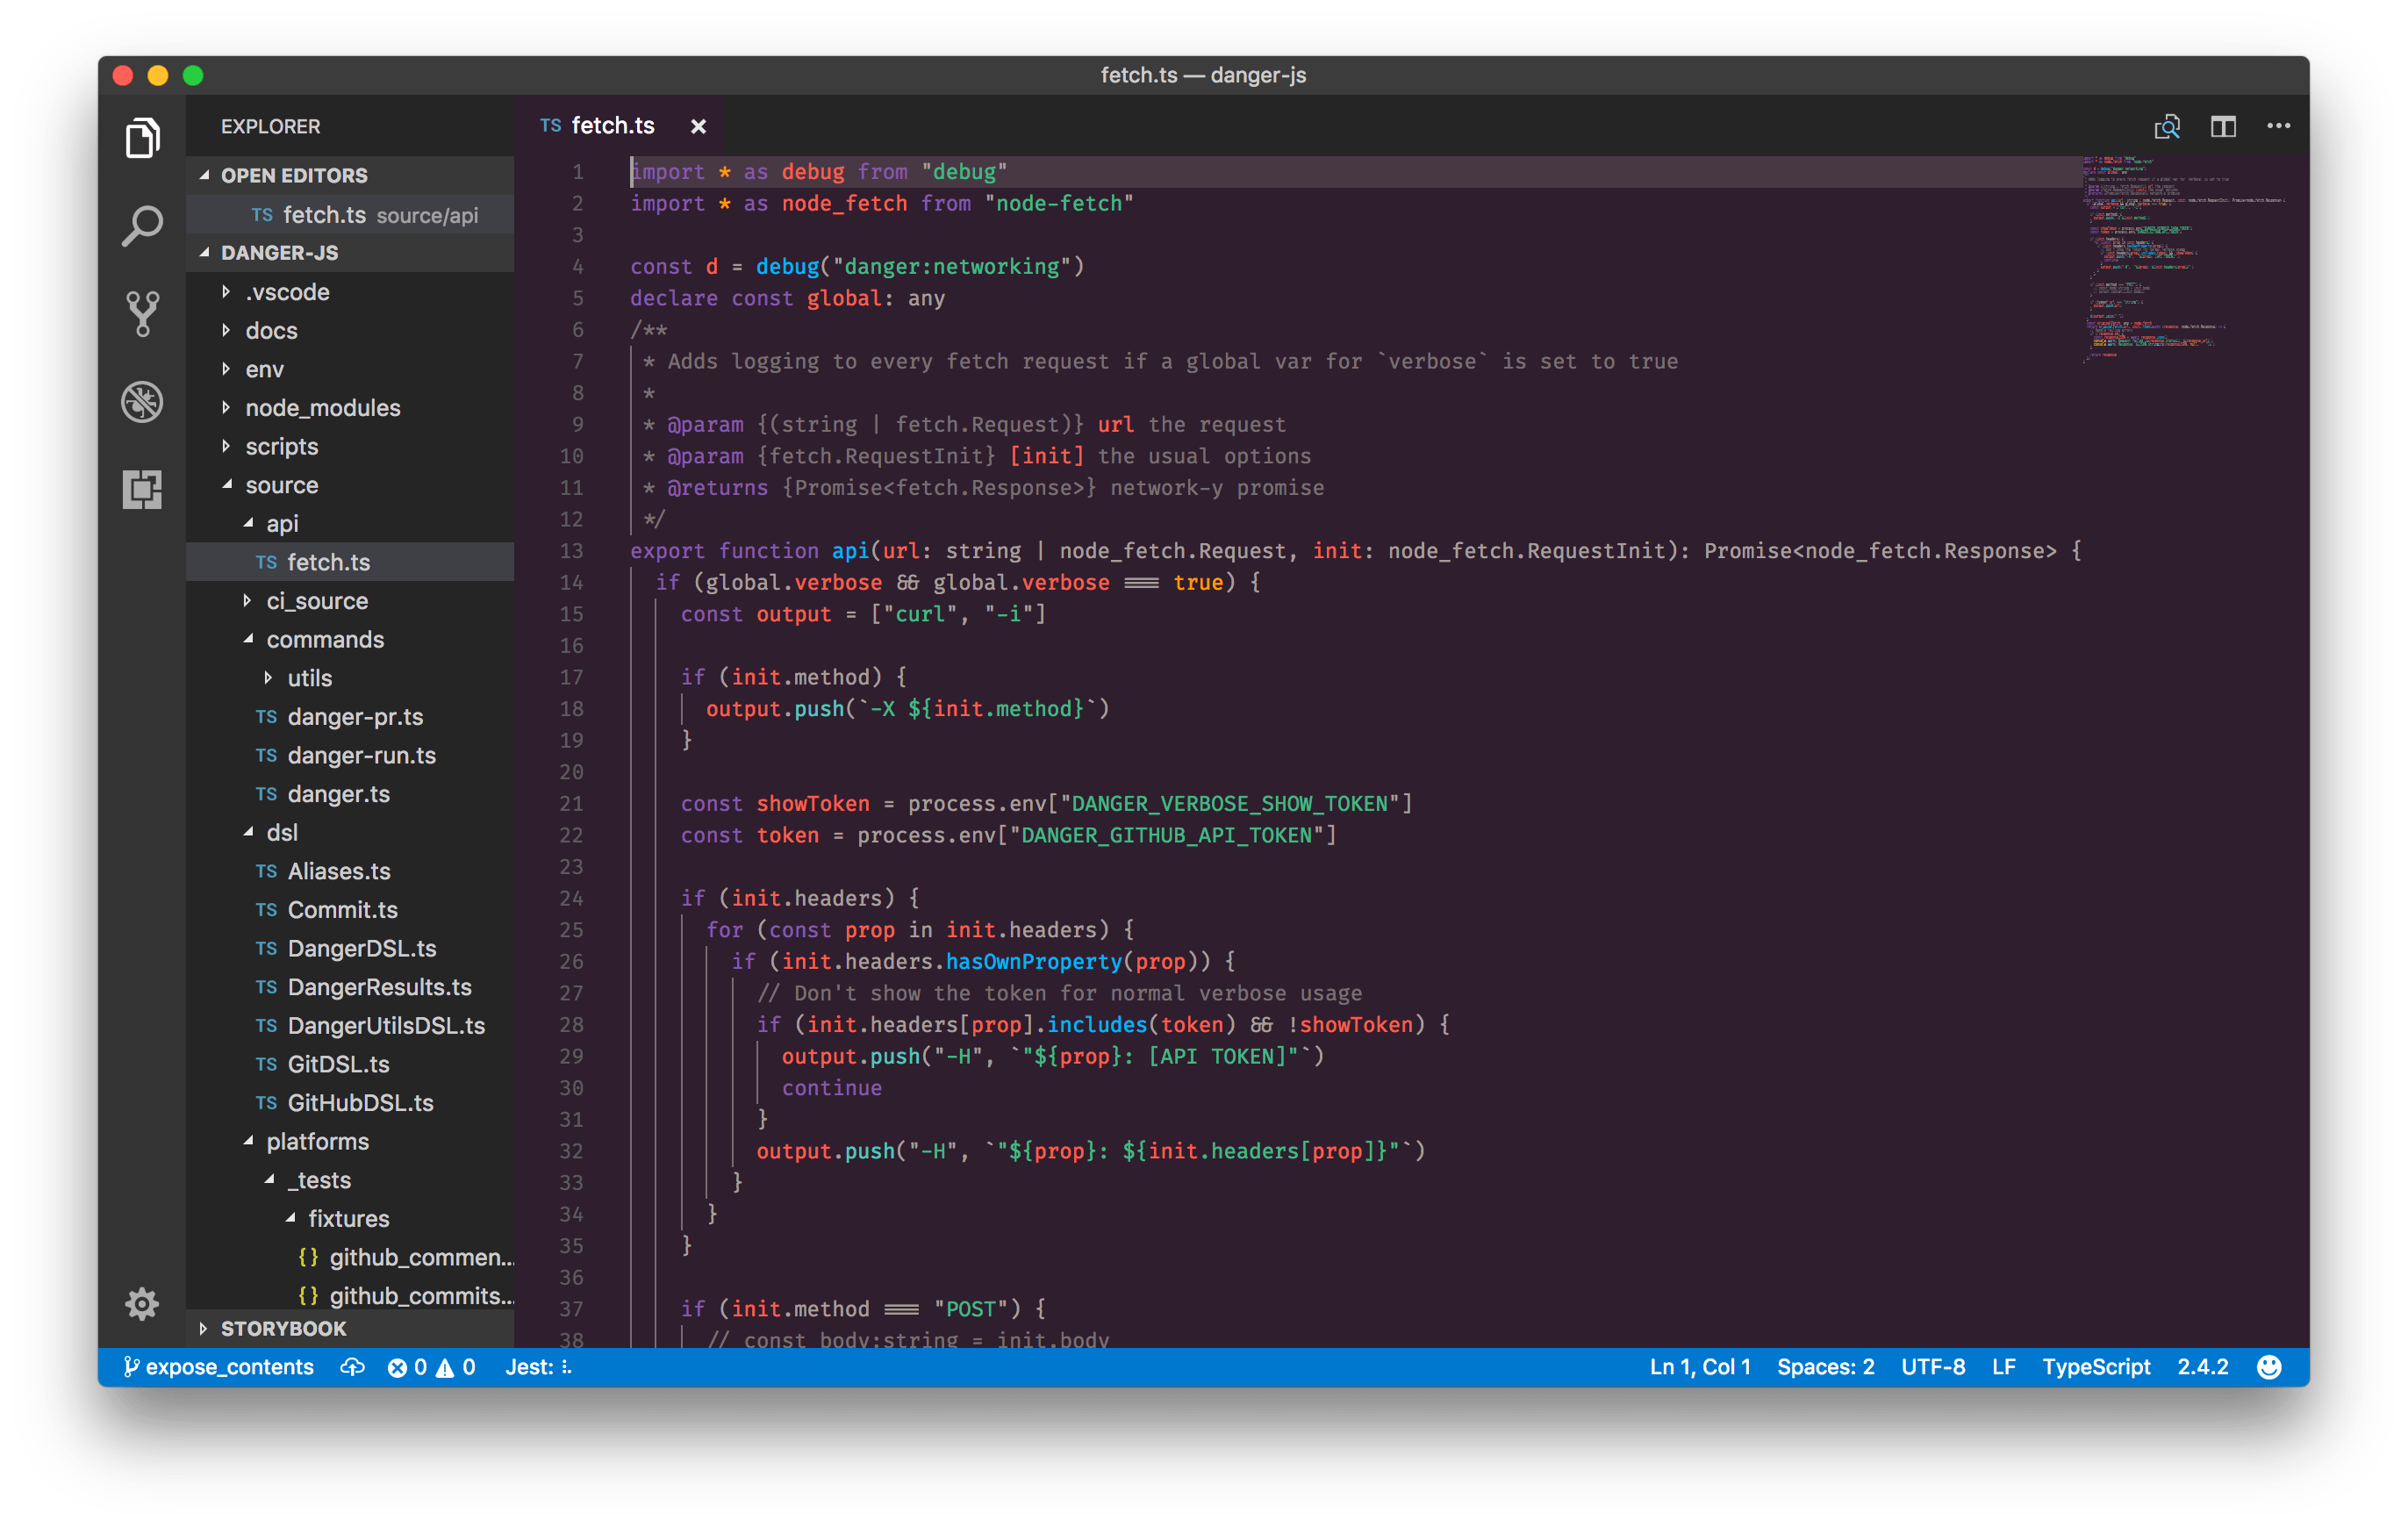 fetch.ts — danger-js
EXPLORER
OPEN EDITORS
TS fetch.ts source/api
DANGER-JS
.vscode
docs
env
node_modules
scripts
source
api
TS fetch.ts
ci_source
commands
utils
TS danger-pr.ts
TS danger-run.ts
TS danger.ts
dsl
TS Aliases.ts
TS Commit.ts
TS DangerDSL.ts
TS DangerResults.ts
TS DangerUtilsDSL.ts
TS GitDSL.ts
TS GitHubDSL.ts
platforms
_tests
fixtures
{} github_commen...
{} github_commits...
STORYBOOK
TS fetch.ts ×
1 import * as debug from "debug"
2 import * as node_fetch from "node-fetch"
3
4 const d = debug("danger:networking")
5 declare const global: any
6 /**
7 * Adds logging to every fetch request if a global var for `verbose` is set to true
8 *
9 * @param {(string | fetch.Request)} url the request
10 * @param {fetch.RequestInit} [init] the usual options
11 * @returns {Promise<fetch.Response>} network-y promise
12 */
13 export function api(url: string | node_fetch.Request, init: node_fetch.RequestInit): Promise<node_fetch.Response> {
14 if (global.verbose && global.verbose === true) {
15 const output = ["curl", "-i"]
16
17 if (init.method) {
18 output.push(`-X ${init.method}`)
19 }
20
21 const showToken = process.env["DANGER_VERBOSE_SHOW_TOKEN"]
22 const token = process.env["DANGER_GITHUB_API_TOKEN"]
23
24 if (init.headers) {
25 for (const prop in init.headers) {
26 if (init.headers.hasOwnProperty(prop)) {
27 // Don't show the token for normal verbose usage
28 if (init.headers[prop].includes(token) && !showToken) {
29 output.push("-H", `"${prop}: [API TOKEN]"`)
30 continue
31 }
32 output.push("-H", `"${prop}: ${init.headers[prop]}"`)
33 }
34 }
35 }
36
37 if (init.method === "POST") {
38 // const body:string = init.body
expose_contents 0 0 Jest: Ln 1, Col 1 Spaces: 2 UTF-8 LF TypeScript 2.4.2